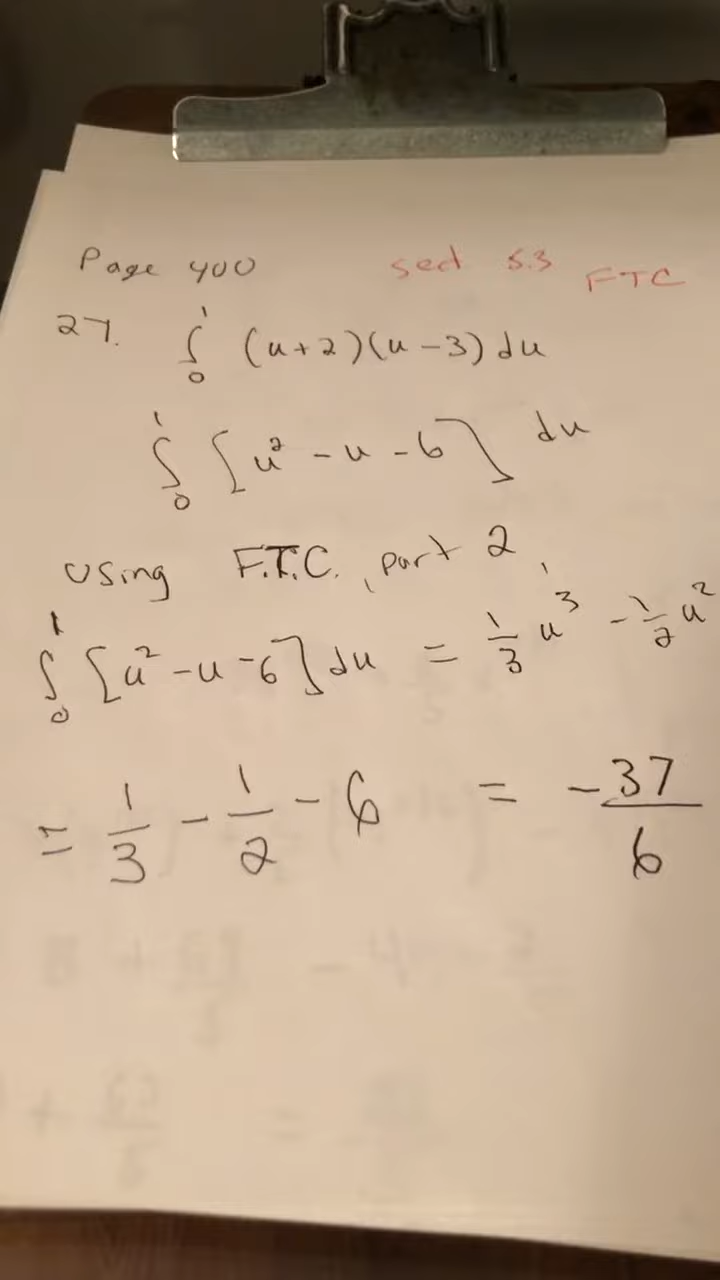 Page 400 sect 5.3 FTC
27. ∫₀¹ (u+2)(u-3) du
∫₀¹ [u² - u - 6] du
Using F.T.C., part 2,
∫₀¹ [u² - u - 6] du = 1/3 u³ - 1/2 u²
= 1/3 - 1/2 - 6 = -37/6